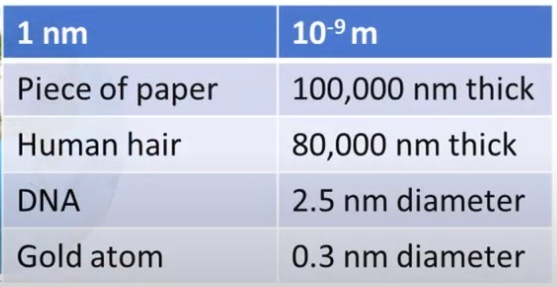 1 nm 10⁻⁹ m
Piece of paper 100,000 nm thick
Human hair 80,000 nm thick
DNA 2.5 nm diameter
Gold atom 0.3 nm diameter